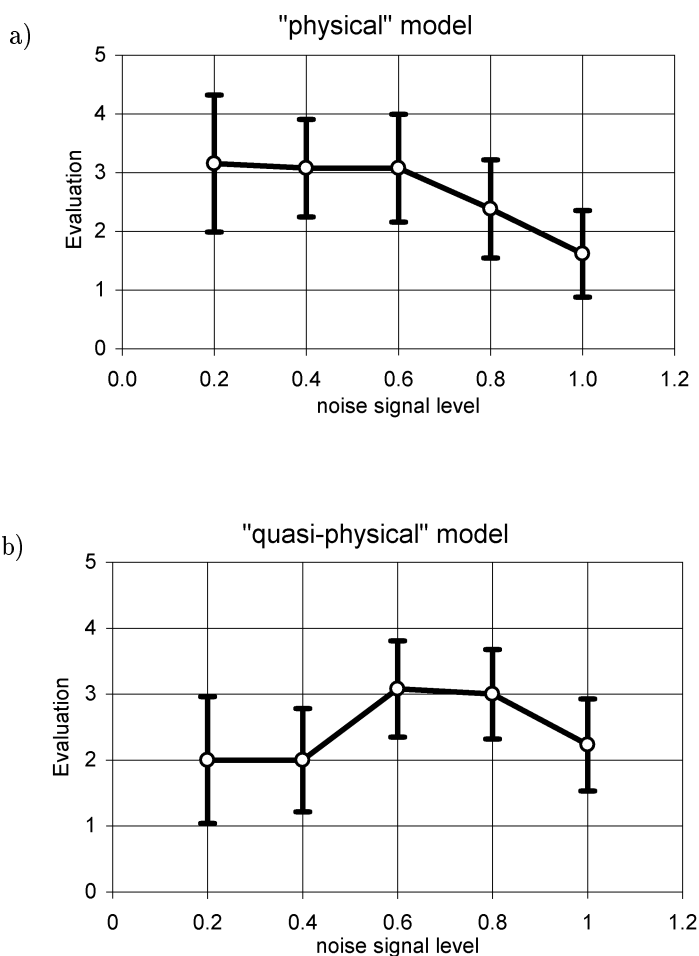 a)
"physical" model
5
4
3
2
1
0
Evaluation
0.0 0.2 0.4 0.6 0.8 1.0 1.2
noise signal level
b)
"quasi-physical" model
5
4
3
2
1
0
Evaluation
0 0.2 0.4 0.6 0.8 1 1.2
noise signal level